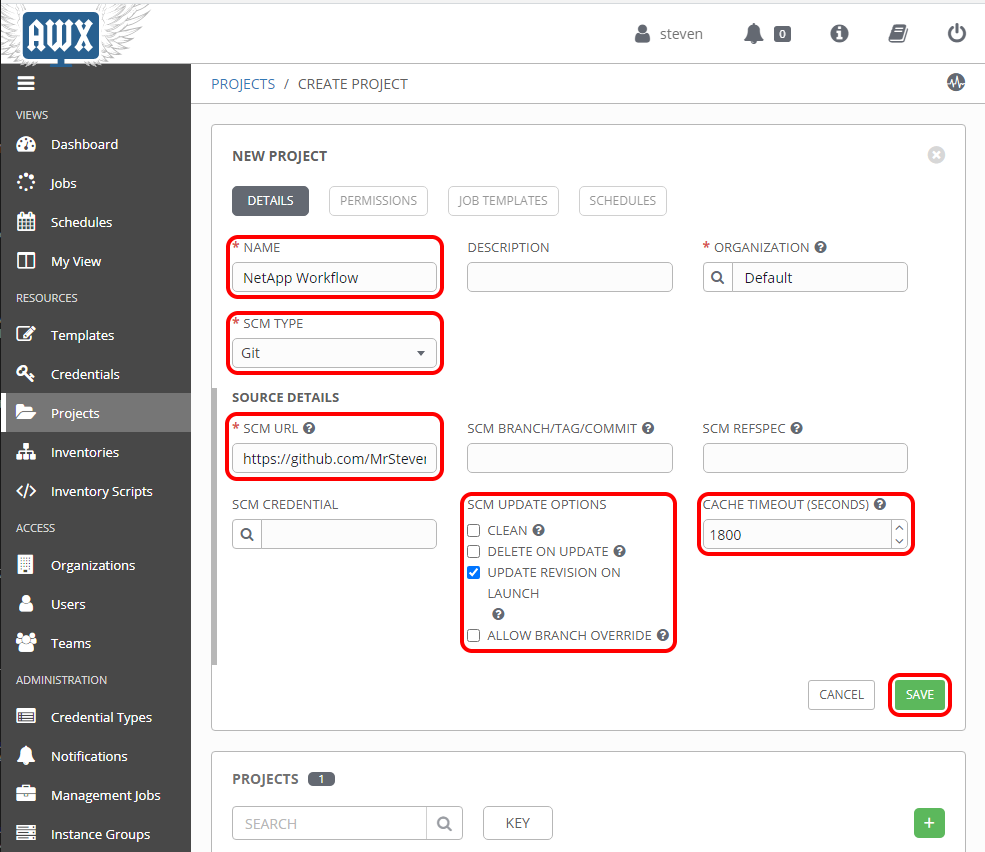 AWX
steven
0
PROJECTS / CREATE PROJECT
VIEWS
Dashboard
Jobs
Schedules
My View
RESOURCES
Templates
Credentials
Projects
Inventories
Inventory Scripts
ACCESS
Organizations
Users
Teams
ADMINISTRATION
Credential Types
Notifications
Management Jobs
Instance Groups
NEW PROJECT
DETAILS PERMISSIONS JOB TEMPLATES SCHEDULES
* NAME DESCRIPTION * ORGANIZATION
NetApp Workflow Default
* SCM TYPE
Git
SOURCE DETAILS
* SCM URL SCM BRANCH/TAG/COMMIT SCM REFSPEC
https://github.com/MrSteven
SCM CREDENTIAL SCM UPDATE OPTIONS CACHE TIMEOUT (SECONDS)
CLEAN
1800
DELETE ON UPDATE
UPDATE REVISION ON
LAUNCH
ALLOW BRANCH OVERRIDE
CANCEL SAVE
PROJECTS 1
SEARCH KEY +